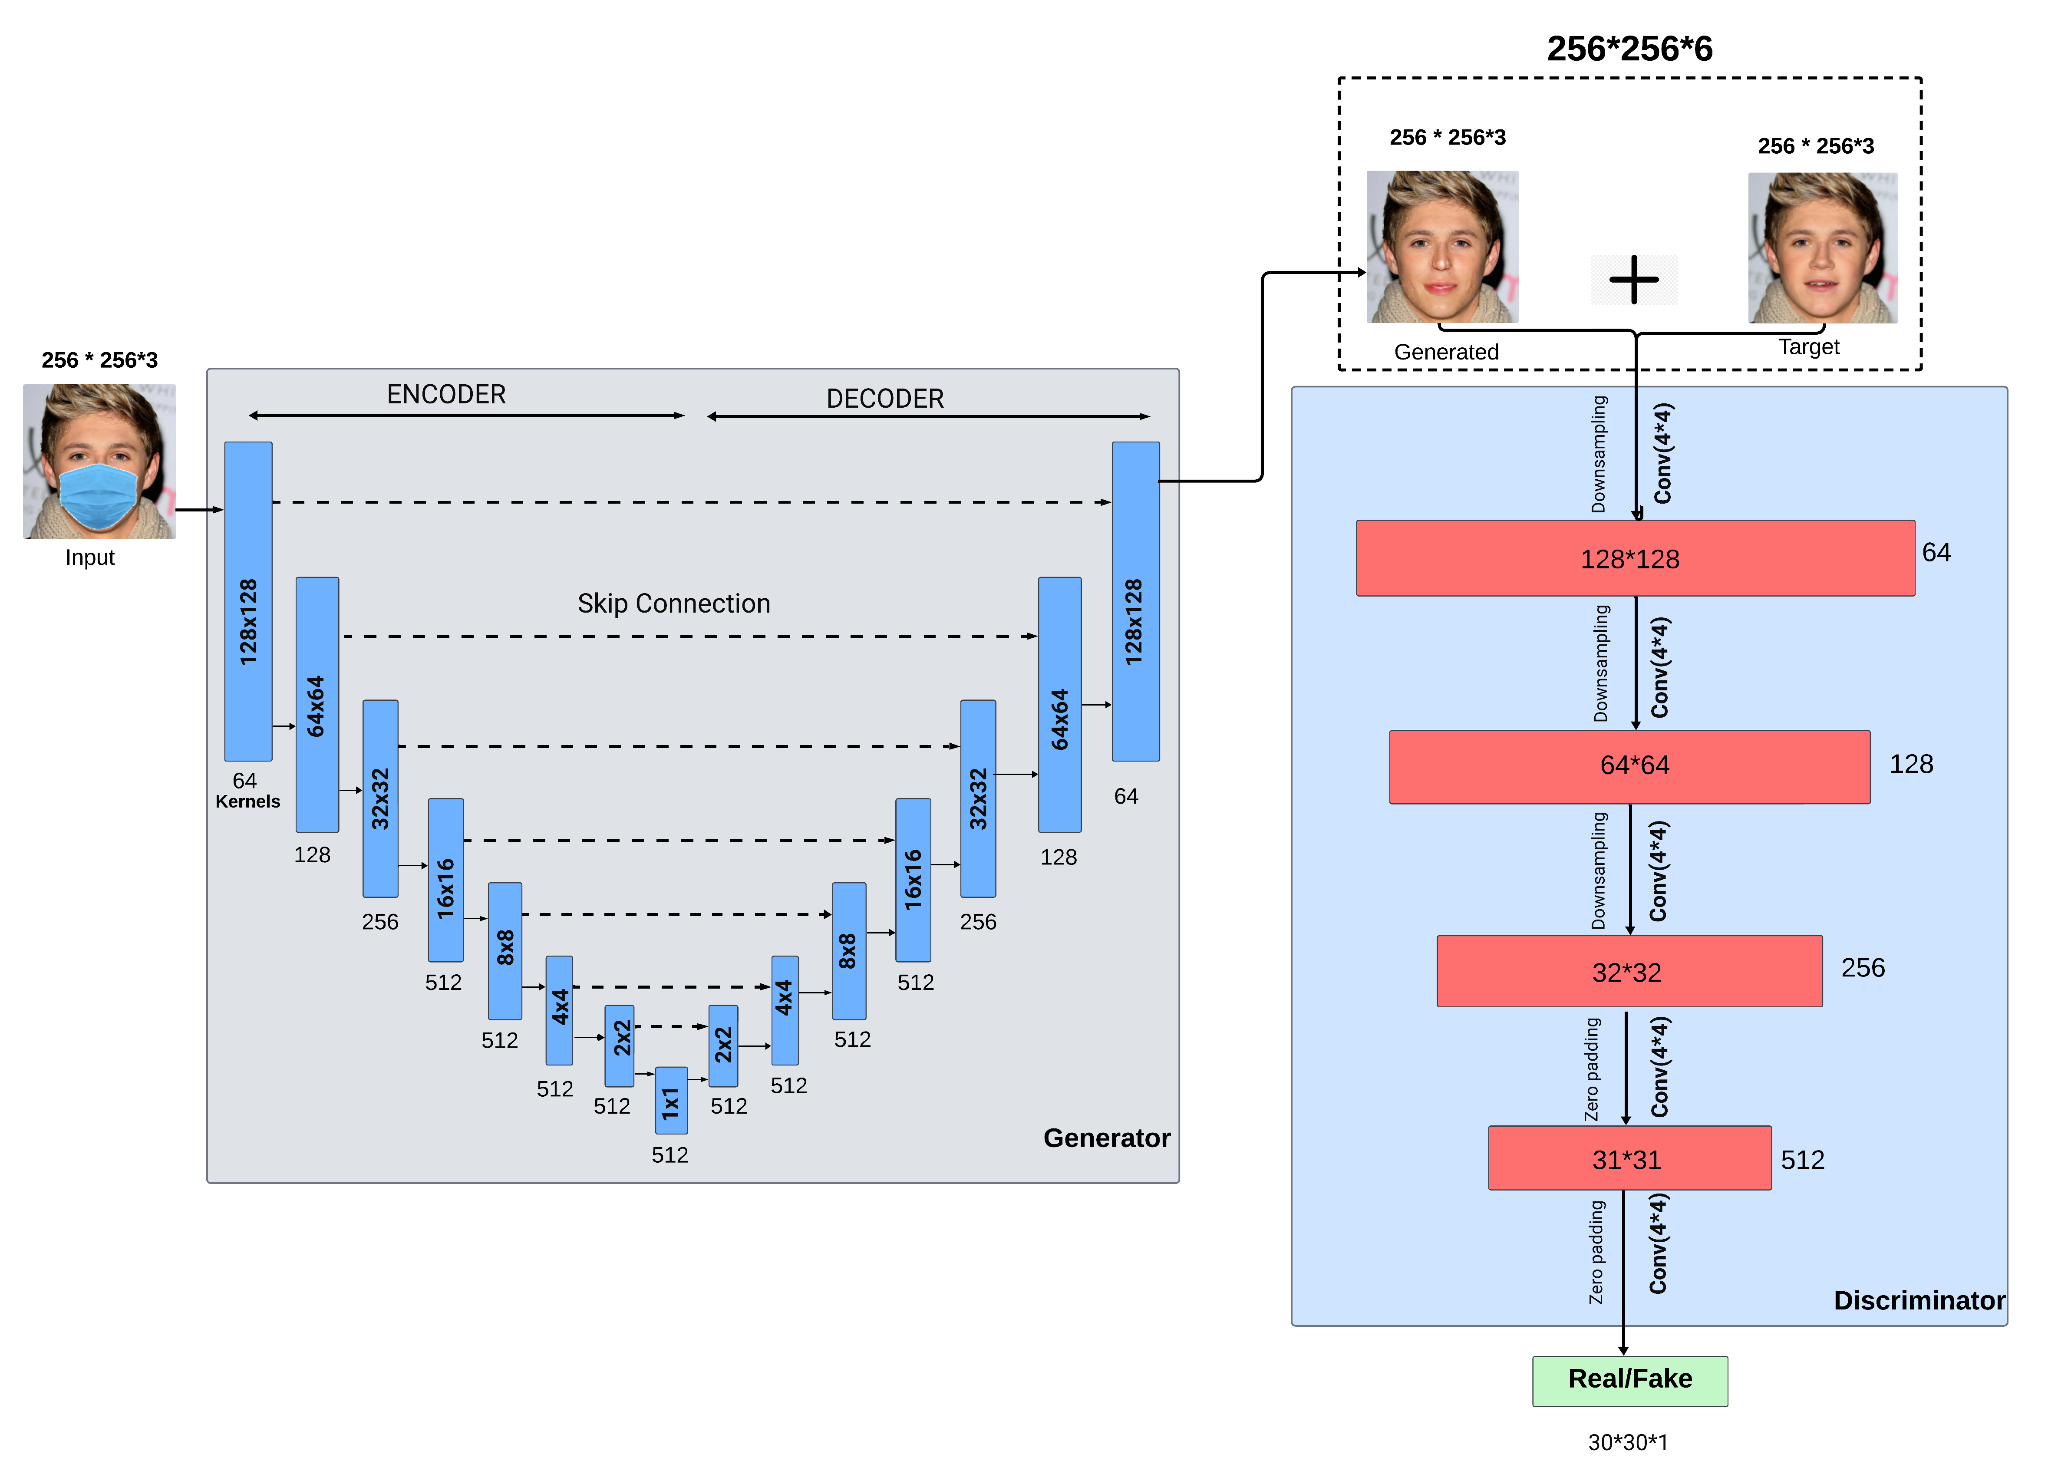 256*256*6
256 * 256*3
256 * 256*3
Generated
Target
256 * 256*3
Input
ENCODER
DECODER
Skip Connection
128x128
64
Kernels
64x64
128
32x32
256
16x16
512
8x8
512
4x4
512
2x2
512
1x1
512
2x2
512
4x4
512
8x8
512
16x16
512
32x32
256
64x64
128
128x128
64
Generator
Downsampling
Conv(4*4)
128*128
64
Downsampling
Conv(4*4)
64*64
128
Downsampling
Conv(4*4)
32*32
256
Zero padding
Conv(4*4)
31*31
512
Zero padding
Conv(4*4)
Discriminator
Real/Fake
30*30*1